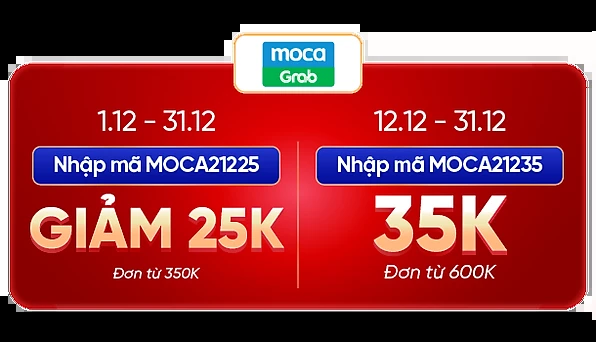 moca
Grab
1.12 - 31.12
Nhập mã MOCA21225
GIẢM 25K
Đơn từ 350K
12.12 - 31.12
Nhập mã MOCA21235
35K
Đơn từ 600K